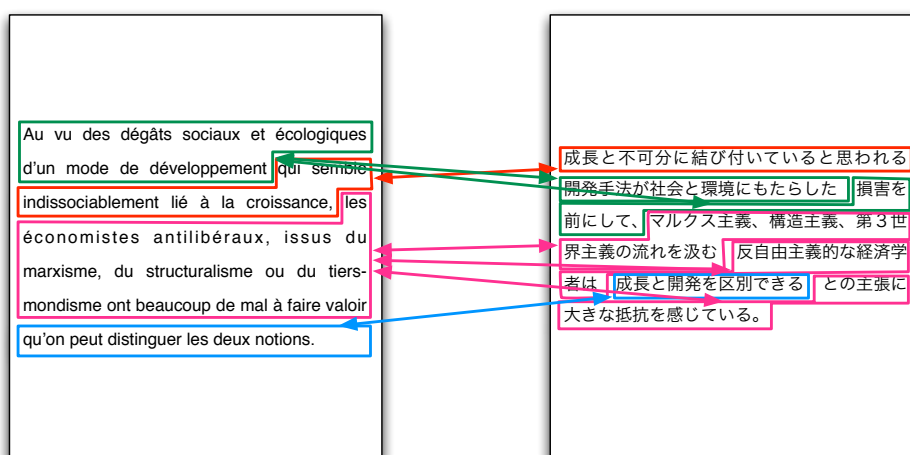 Au vu des dégâts sociaux et écologiques
d'un mode de développement qui semble
indissociablement lié à la croissance, les
économistes antilibéraux, issus du
marxisme, du structuralisme ou du tiers-
mondisme ont beaucoup de mal à faire valoir
qu'on peut distinguer les deux notions.
成長と不可分に結び付いていると思われる
開発手法が社会と環境にもたらした 損害を
前にして、マルクス主義、構造主義、第３世
界主義の流れを汲む 反自由主義的な経済学
者は 成長と開発を区別できる との主張に
大きな抵抗を感じている。